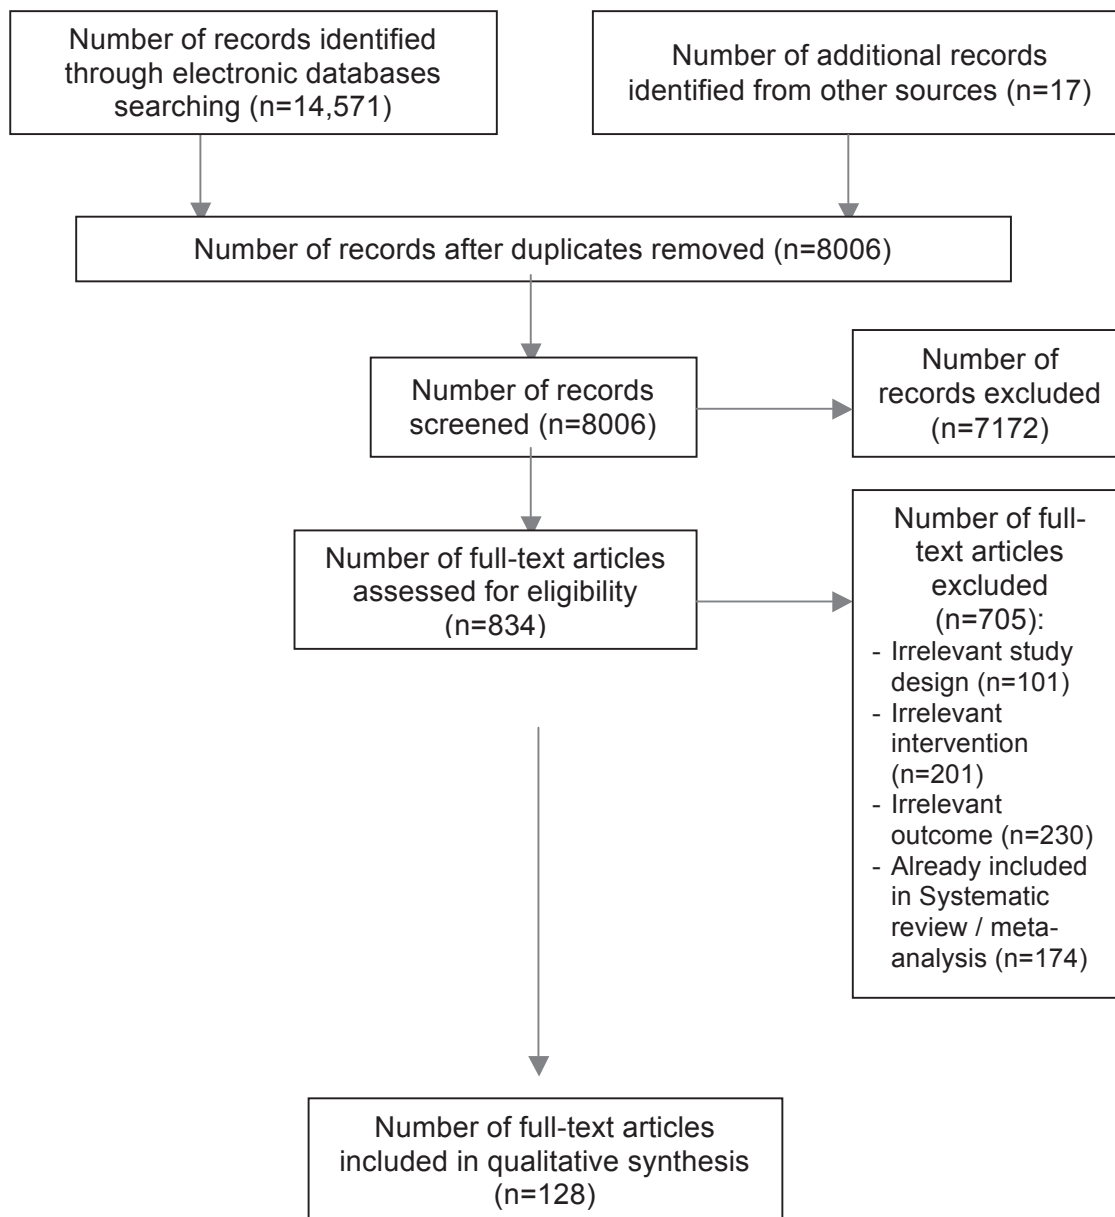 Number of records identified
through electronic databases
searching (n=14,571)
Number of additional records
identified from other sources (n=17)
Number of records after duplicates removed (n=8006)
Number of records
screened (n=8006)
Number of
records excluded
(n=7172)
Number of full-text articles
assessed for eligibility
(n=834)
Number of full-
text articles
excluded
(n=705):
- Irrelevant study
design (n=101)
- Irrelevant
intervention
(n=201)
- Irrelevant
outcome (n=230)
- Already included
in Systematic
review / meta-
analysis (n=174)
Number of full-text articles
included in qualitative synthesis
(n=128)